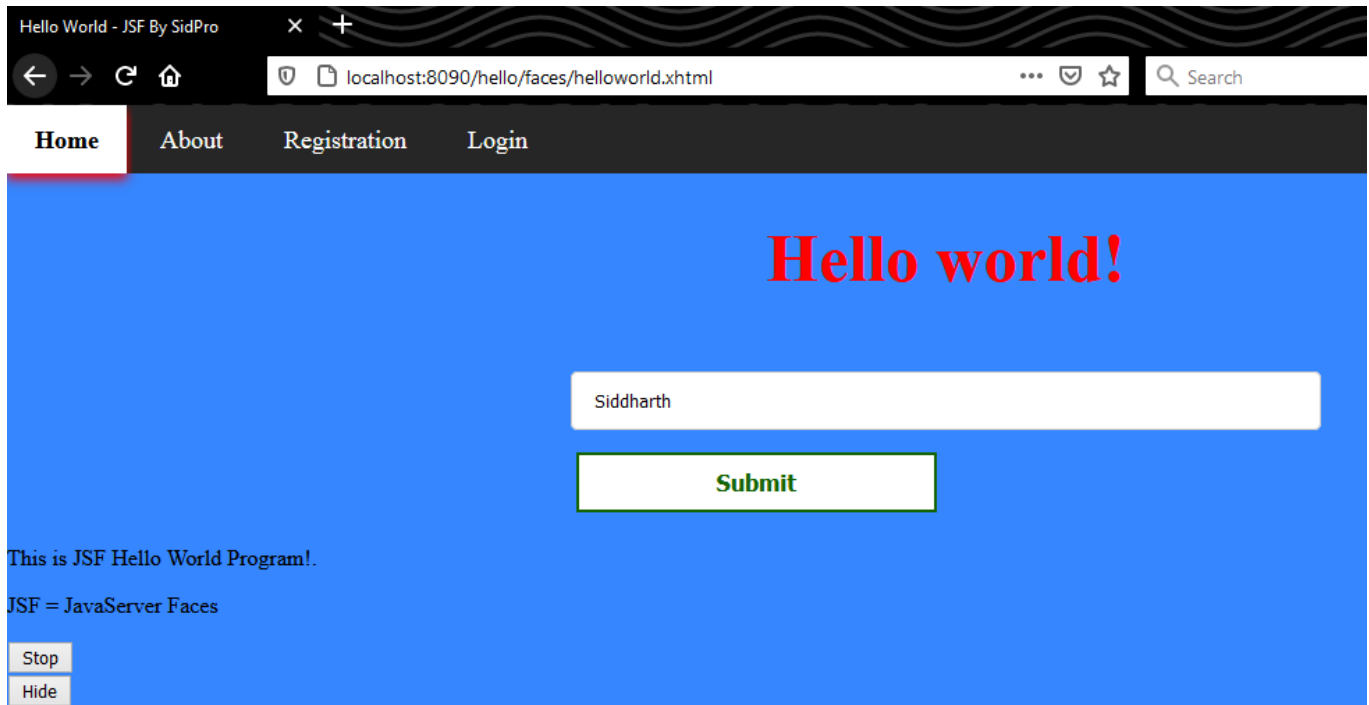 Hello World - JSF By SidPro
localhost:8090/hello/faces/helloworld.xhtml
Search
Home About Registration Login
Hello world!
Siddharth
Submit
This is JSF Hello World Program!.
JSF = JavaServer Faces
Stop
Hide